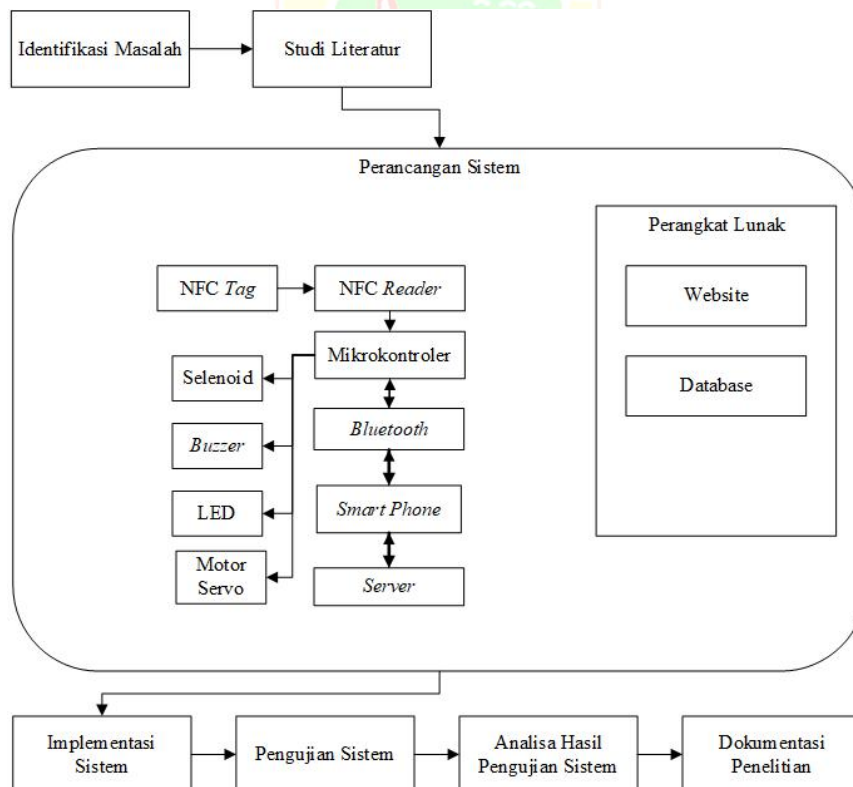 Identifikasi Masalah
Studi Literatur
Perancangan Sistem
Perangkat Lunak
Website
Database
NFC Tag
NFC Reader
Mikrokontroler
Selenoid
Bluetooth
Buzzer
Smart Phone
LED
Motor
Servo
Server
Implementasi
Sistem
Pengujian Sistem
Analisa Hasil
Pengujian Sistem
Dokumentasi
Penelitian